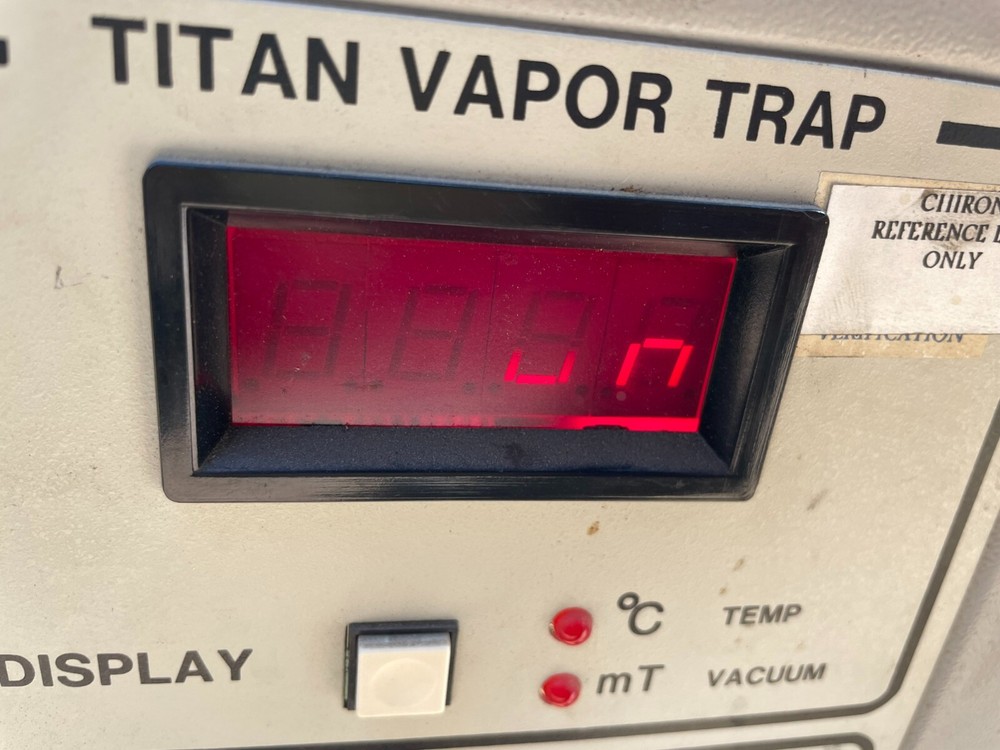 TITAN VAPOR TRAP
CHIRON
REFERENCE
ONLY
VERIFICATION
un
°C TEMP
DISPLAY
mT VACUUM